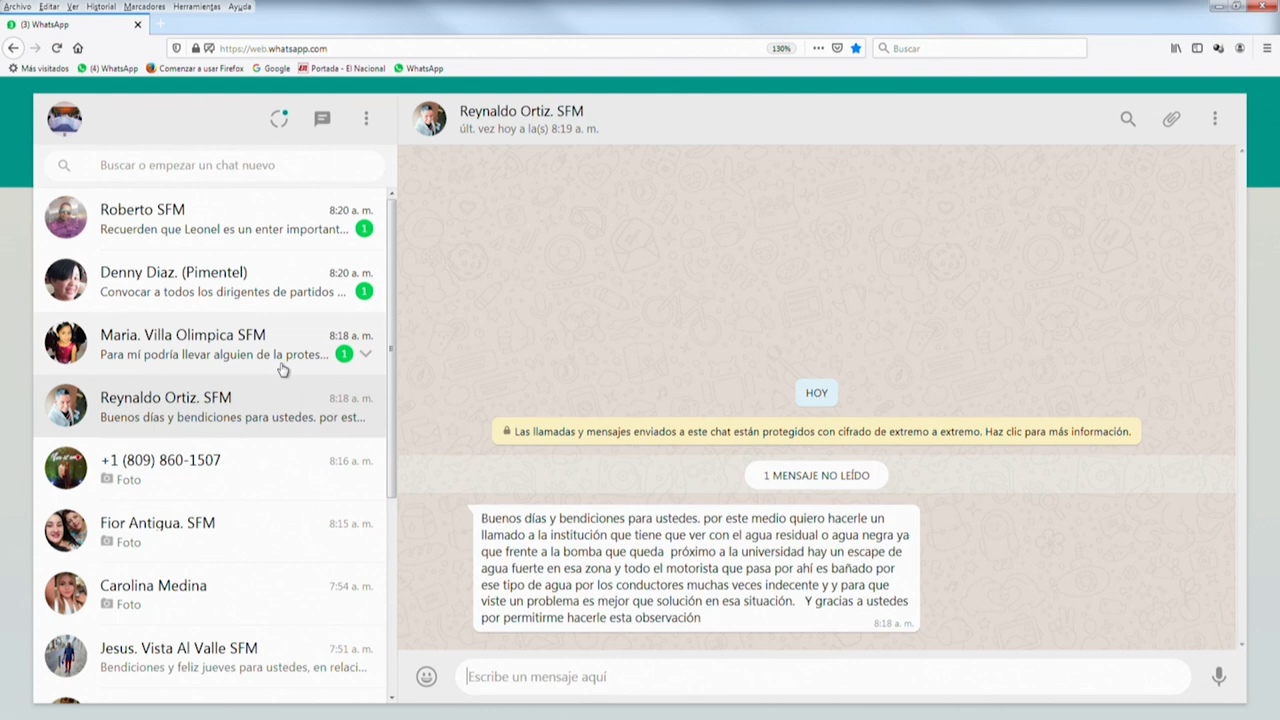 Archivo Editar Ver Historial Marcadores Herramientas Ayuda
(3) WhatsApp
https://web.whatsapp.com
130%
Buscar
Más visitados
(4) WhatsApp
Comenzar a usar Firefox
Google
Portada - El Nacional
WhatsApp
Buscar o empezar un chat nuevo
Roberto SFM
8:20 a. m.
Recuerden que Leonel es un enter important...
1
Denny Diaz. (Pimentel)
8:20 a. m.
Convocar a todos los dirigentes de partidos ...
1
Maria. Villa Olimpica SFM
8:18 a. m.
Para mí podría llevar alguien de la protes...
1
Reynaldo Ortiz. SFM
8:18 a. m.
Buenos días y bendiciones para ustedes. por est...
+1 (809) 860-1507
8:16 a. m.
Foto
Fior Antigua. SFM
8:15 a. m.
Foto
Carolina Medina
7:54 a. m.
Foto
Jesus. Vista Al Valle SFM
7:51 a. m.
Bendiciones y feliz jueves para ustedes, en relaci...
Reynaldo Ortiz. SFM
últ. vez hoy a la(s) 8:19 a. m.
HOY
Las llamadas y mensajes enviados a este chat están protegidos con cifrado de extremo a extremo. Haz clic para más información.
1 MENSAJE NO LEÍDO
Buenos días y bendiciones para ustedes. por este medio quiero hacerle un
llamado a la institución que tiene que ver con el agua residual o agua negra ya
que frente a la bomba que queda próximo a la universidad hay un escape de
agua fuerte en esa zona y todo el motorista que pasa por ahí es bañado por
ese tipo de agua por los conductores muchas veces indecente y y para que
viste un problema es mejor que solución en esa situación. Y gracias a ustedes
por permitirme hacerle esta observación
8:18 a. m.
Escribe un mensaje aquí